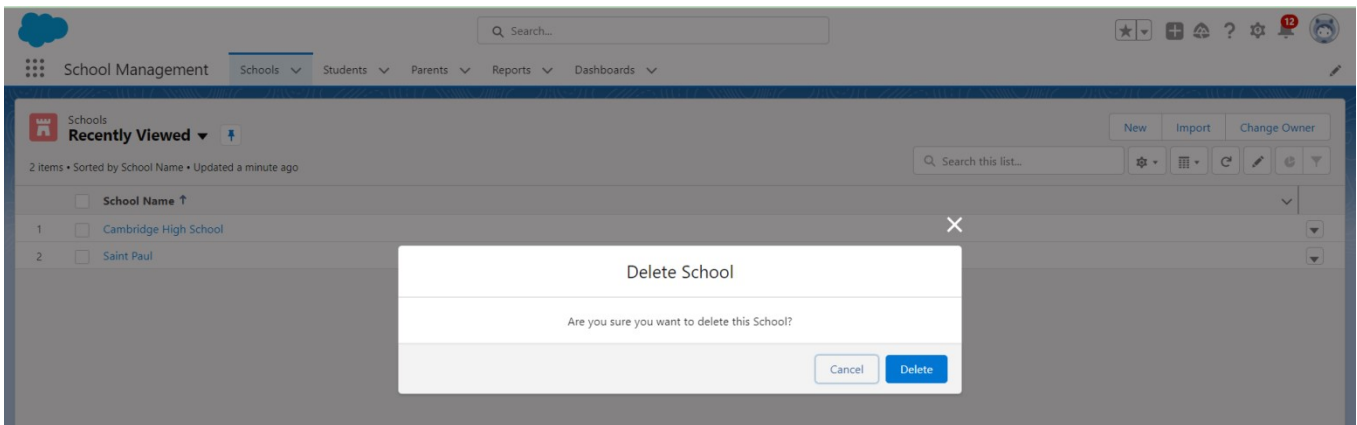 Search...
12
School Management Schools Students Parents Reports Dashboards
Schools
Recently Viewed
New Import Change Owner
2 items • Sorted by School Name • Updated a minute ago
Search this list...
School Name
1 Cambridge High School
2 Saint Paul
Delete School
Are you sure you want to delete this School?
Cancel Delete